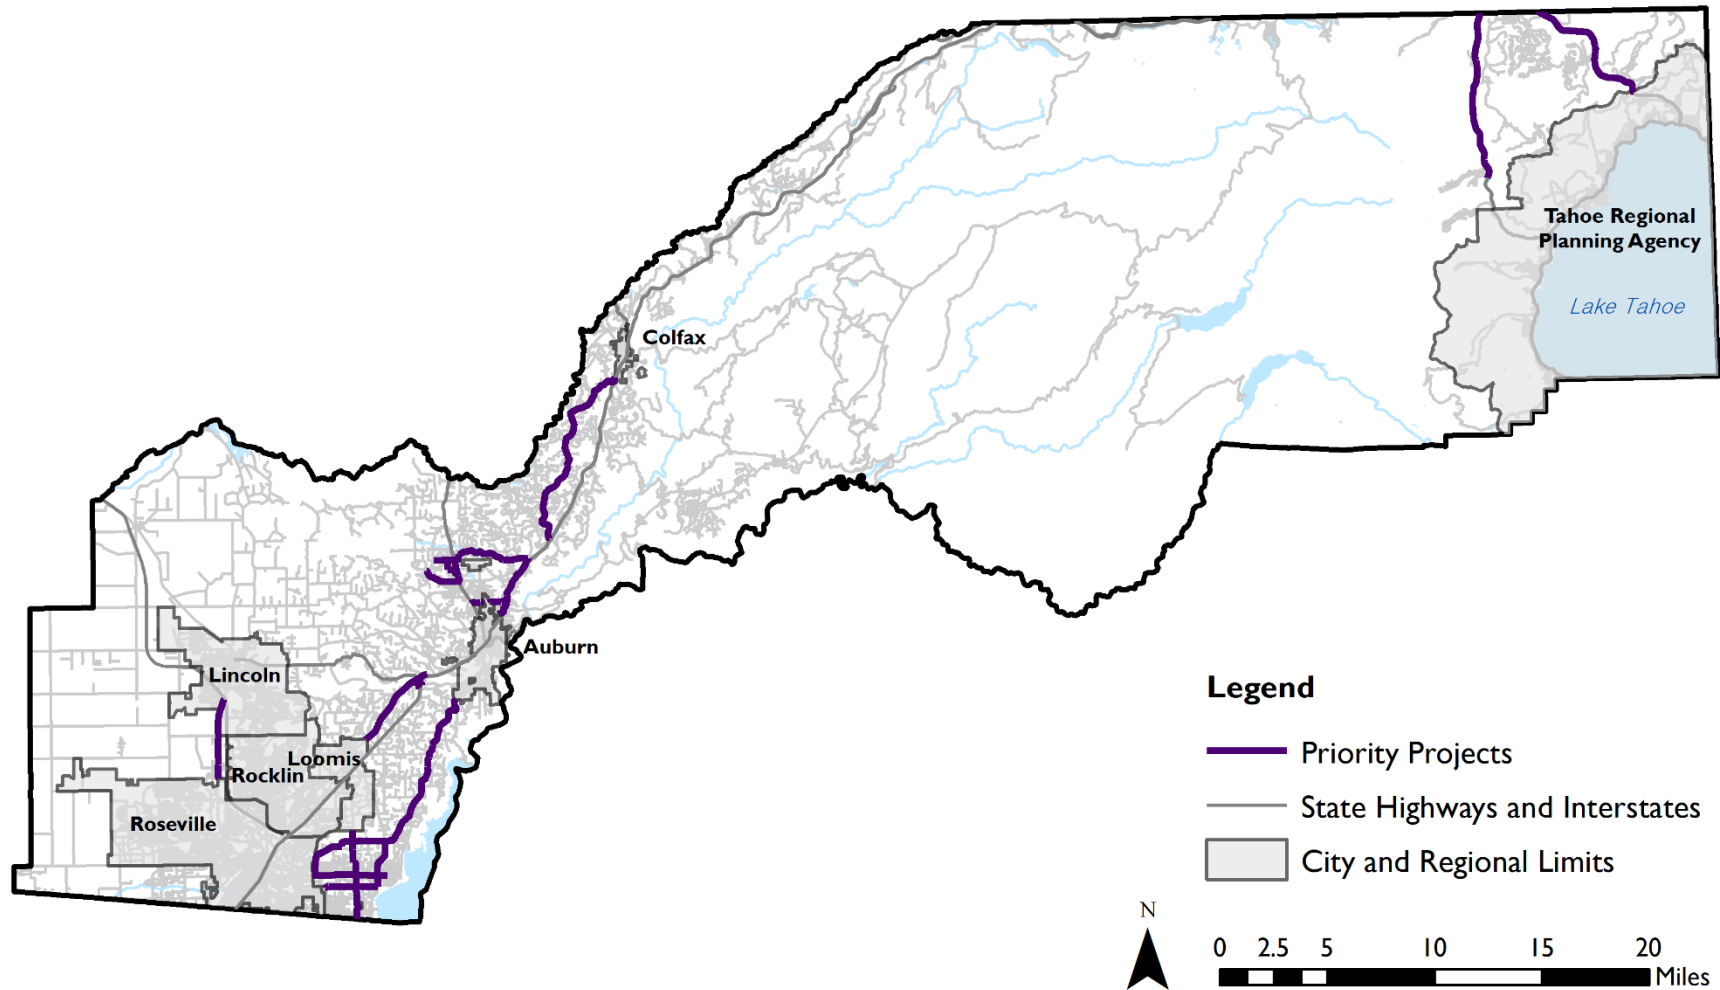 Tahoe Regional
Planning Agency
Lake Tahoe
Colfax
Auburn
Lincoln
Loomis
Rocklin
Roseville
Legend
Priority Projects
State Highways and Interstates
City and Regional Limits
N
0 2.5 5 10 15 20
Miles